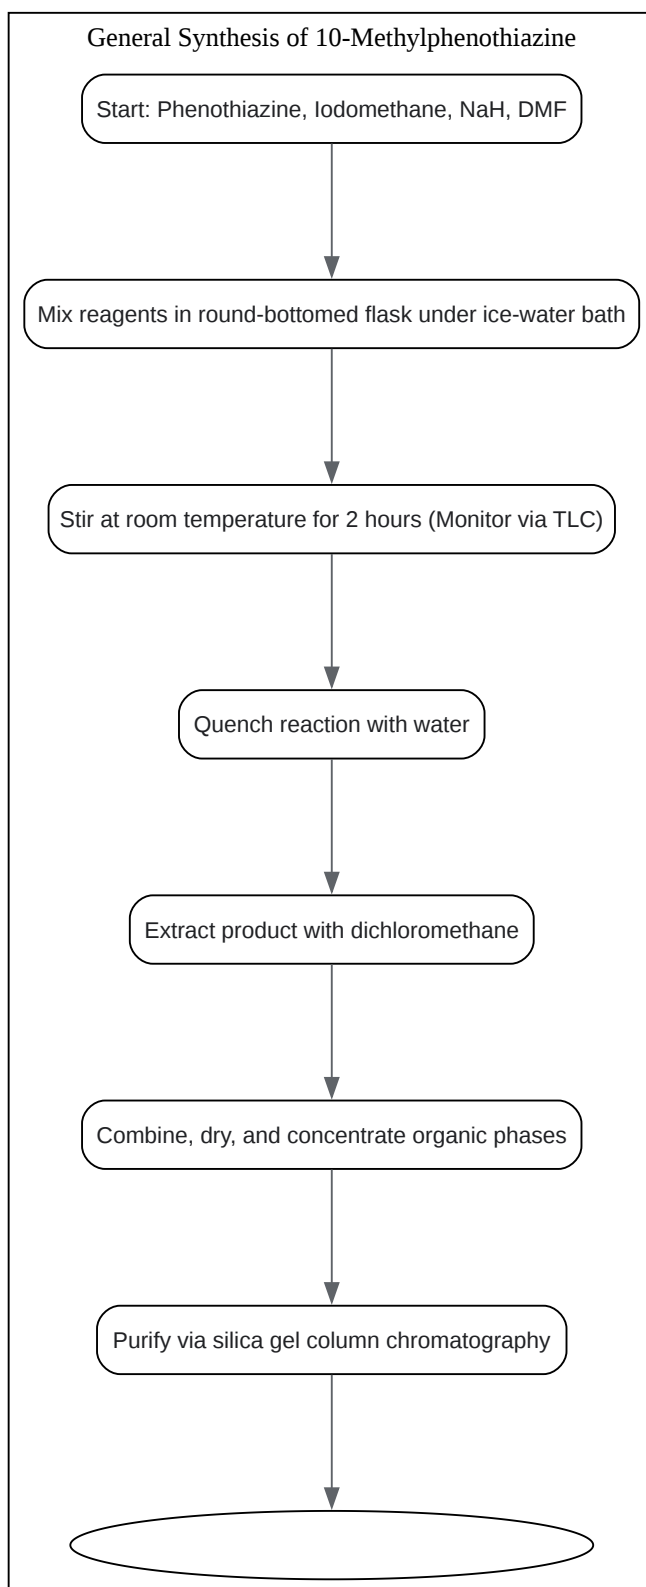 General Synthesis of 10-Methylphenothiazine
Start: Phenothiazine, Iodomethane, NaH, DMF
Mix reagents in round-bottomed flask under ice-water bath
Stir at room temperature for 2 hours (Monitor via TLC)
Quench reaction with water
Extract product with dichloromethane
Combine, dry, and concentrate organic phases
Purify via silica gel column chromatography